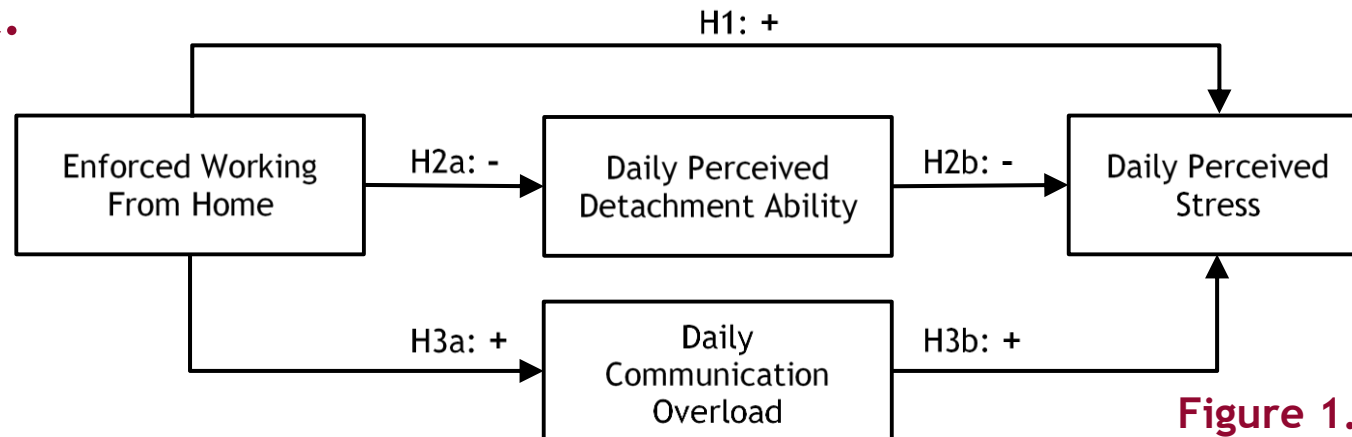 H1: +
Enforced Working
From Home
H2a: -
Daily Perceived
Detachment Ability
H2b: -
Daily Perceived
Stress
H3a: +
Daily
Communication
Overload
H3b: +
Figure 1.